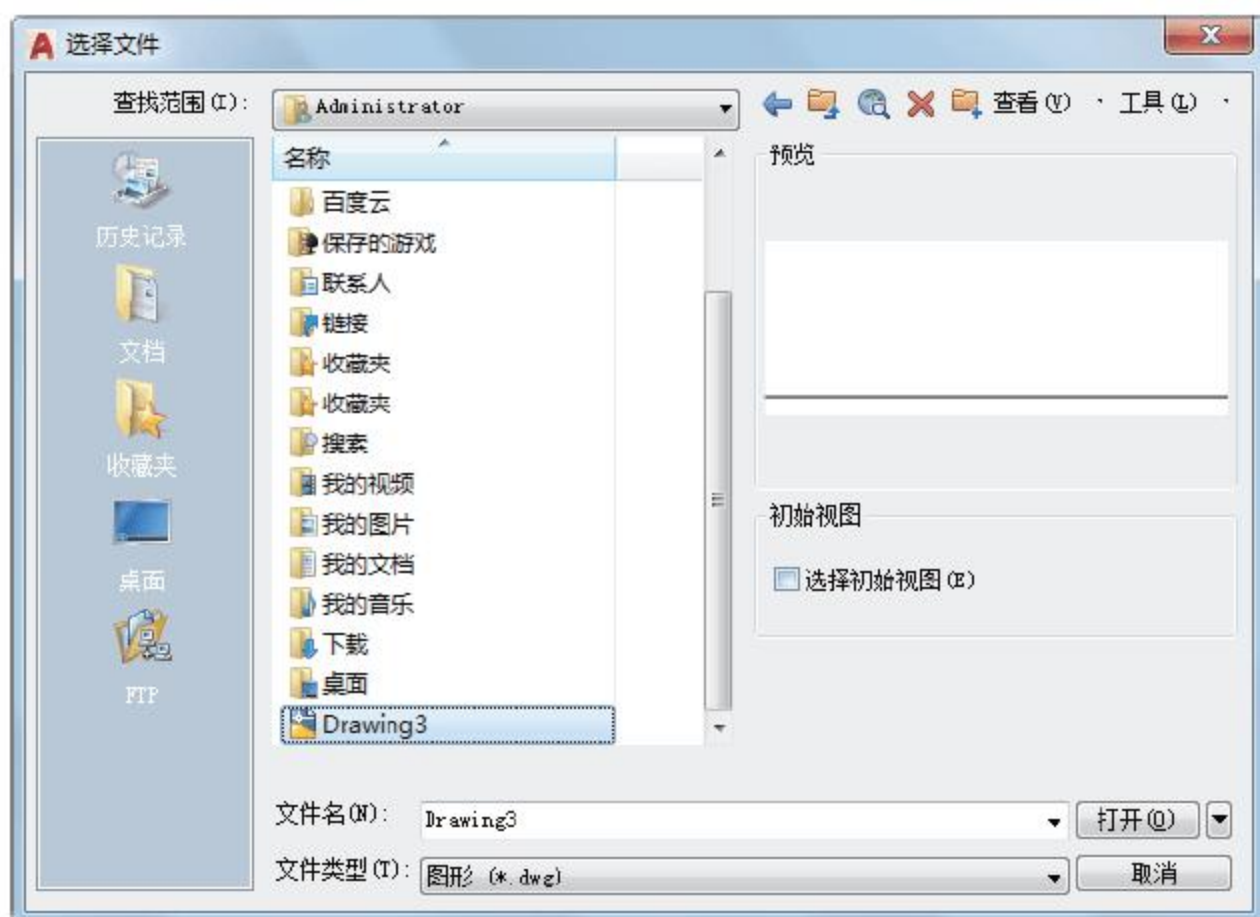 选择文件
查找范围(I):
Administrator
查看(V) · 工具(L) ·
历史记录
文档
收藏夹
桌面
FTP
名称
百度云
保存的游戏
联系人
链接
收藏夹
收藏夹
搜索
我的视频
我的图片
我的文档
我的音乐
下载
桌面
Drawing3
预览
初始视图
选择初始视图(E)
文件名(N): Drawing3 打开(O)
文件类型(T): 图形 (*.dwg) 取消